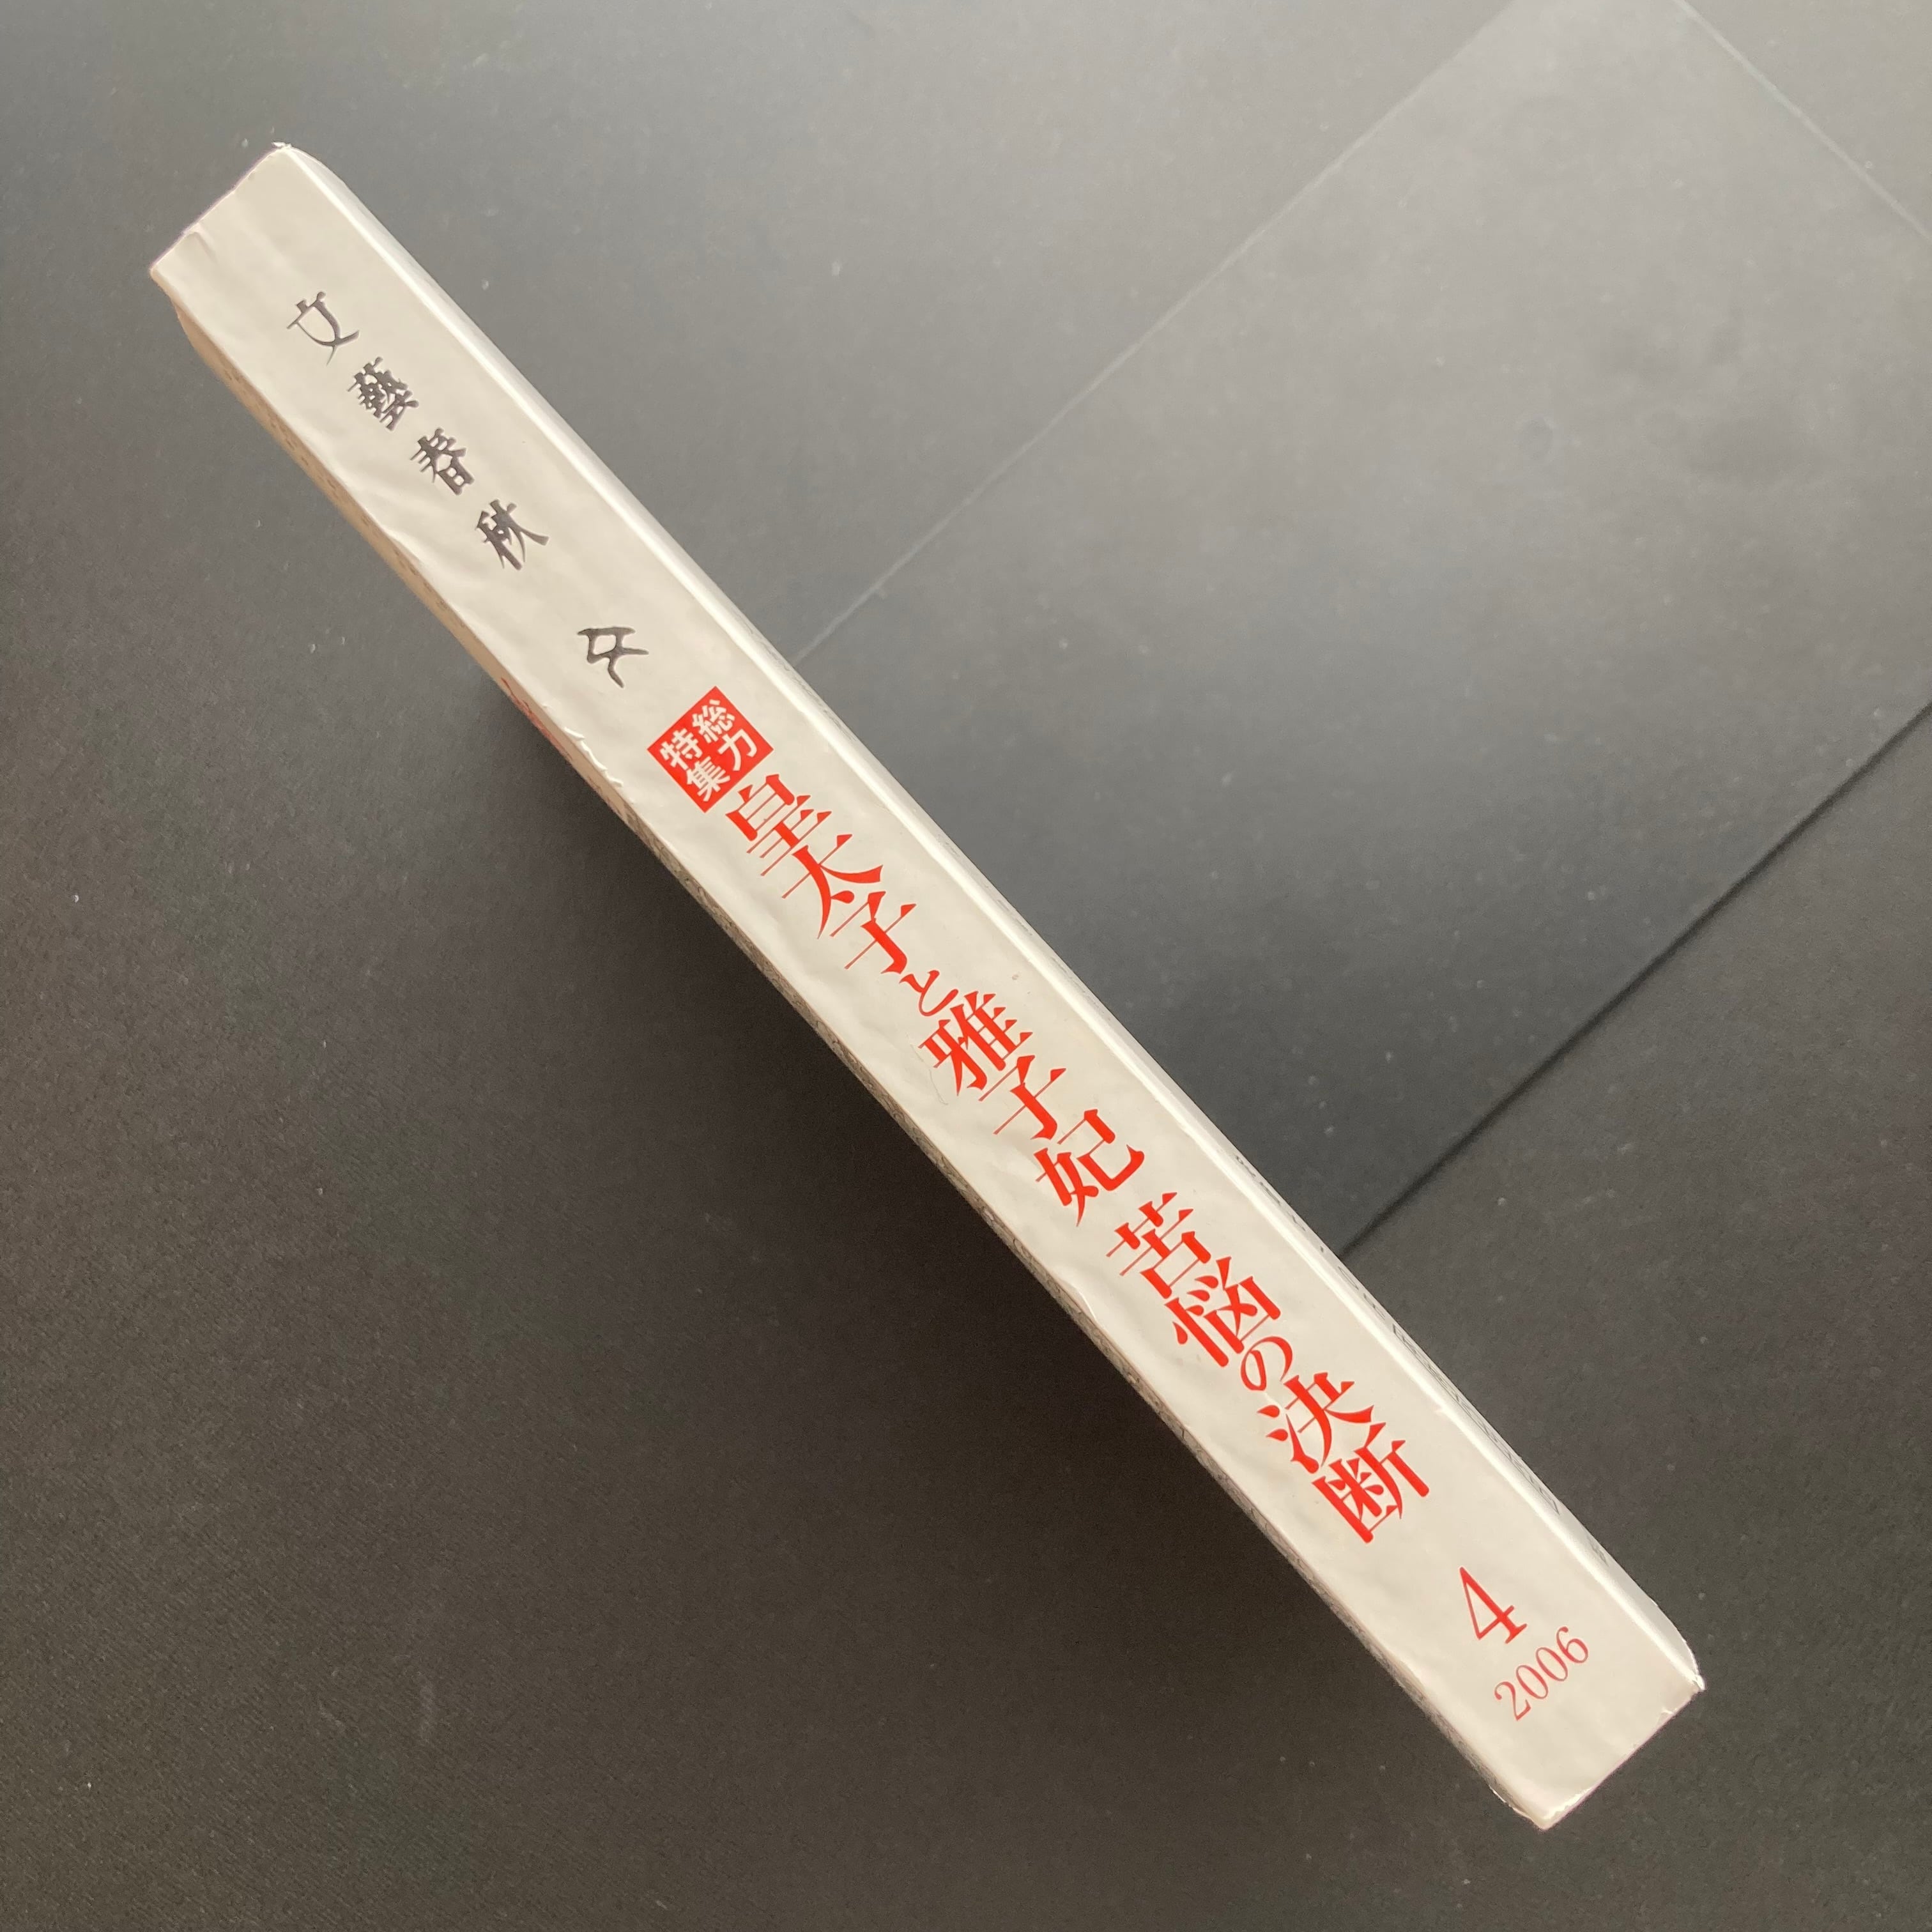 文藝春秋
文
総力
特集
皇太子と雅子妃 苦悩の決断
4
2006